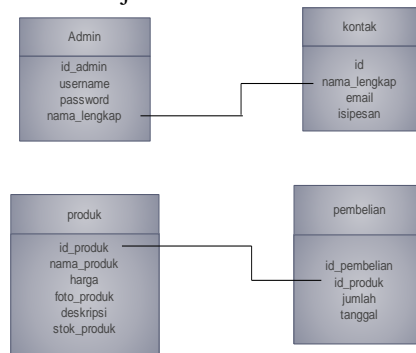 Admin
id_admin
username
password
nama_lengkap
kontak
id
nama_lengkap
email
isipesan
produk
id_produk
nama_produk
harga
foto_produk
deskripsi
stok_produk
pembelian
id_pembelian
id_produk
jumlah
tanggal